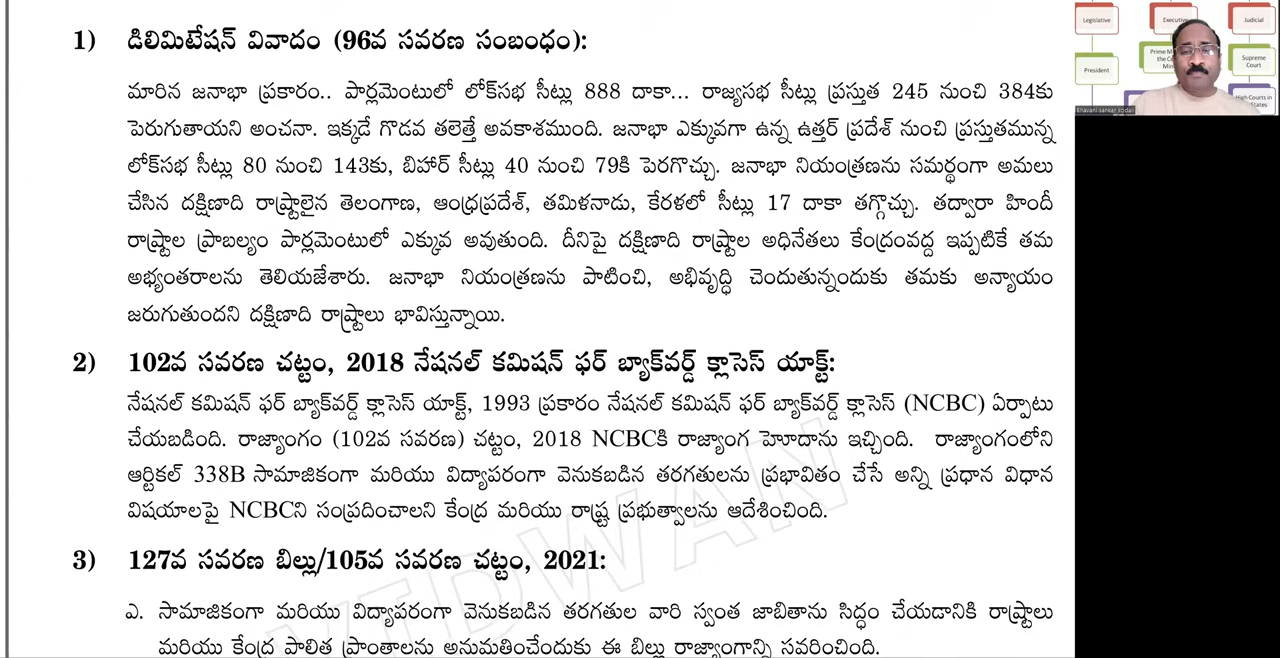 1) డిలిమిటేషన్ వివాదం (96వ సవరణ సంబంధం):
మారిన జనాభా ప్రకారం.. పార్లమెంటులో లోక్‌సభ సీట్లు 888 దాకా... రాజ్యసభ సీట్లు ప్రస్తుత 245 నుంచి 384కు
పెరుగుతాయని అంచనా. ఇక్కడే గొడవ తలెత్తే అవకాశముంది. జనాభా ఎక్కువగా ఉన్న ఉత్తర్ ప్రదేశ్ నుంచి ప్రస్తుతమున్న
లోక్‌సభ సీట్లు 80 నుంచి 143కు, బిహార్ సీట్లు 40 నుంచి 79కి పెరగొచ్చు. జనాభా నియంత్రణను సమర్థంగా అమలు
చేసిన దక్షిణాది రాష్ట్రాలైన తెలంగాణ, ఆంధ్రప్రదేశ్, తమిళనాడు, కేరళలో సీట్లు 17 దాకా తగ్గొచ్చు. తద్వారా హిందీ
రాష్ట్రాల ప్రాబల్యం పార్లమెంటులో ఎక్కువ అవుతుంది. దీనిపై దక్షిణాది రాష్ట్రాల అధినేతలు కేంద్రంవద్ద ఇప్పటికే తమ
అభ్యంతరాలను తెలియజేశారు. జనాభా నియంత్రణను పాటించి, అభివృద్ధి చెందుతున్నందుకు తమకు అన్యాయం
జరుగుతుందని దక్షిణాది రాష్ట్రాలు భావిస్తున్నాయి.
2) 102వ సవరణ చట్టం, 2018 నేషనల్ కమిషన్ ఫర్ బ్యాక్‌వర్డ్ క్లాసెస్ యాక్ట్:
నేషనల్ కమిషన్ ఫర్ బ్యాక్‌వర్డ్ క్లాసెస్ యాక్ట్, 1993 ప్రకారం నేషనల్ కమిషన్ ఫర్ బ్యాక్‌వర్డ్ క్లాసెస్ (NCBC) ఏర్పాటు
చేయబడింది. రాజ్యాంగం (102వ సవరణ) చట్టం, 2018 NCBCకి రాజ్యాంగ హెూదాను ఇచ్చింది. రాజ్యాంగంలోని
ఆర్టికల్ 338B సామాజికంగా మరియు విద్యాపరంగా వెనుకబడిన తరగతులను ప్రభావితం చేసే అన్ని ప్రధాన విధాన
విషయాలపై NCBCని సంప్రదించాలని కేంద్ర మరియు రాష్ట్ర ప్రభుత్వాలను ఆదేశించింది.
3) 127వ సవరణ బిల్లు/105వ సవరణ చట్టం, 2021:
ఎ. సామాజికంగా మరియు విద్యాపరంగా వెనుకబడిన తరగతుల వారి స్వంత జాబితాను సిద్ధం చేయడానికి రాష్ట్రాలు
మరియు కేంద్ర పాలిత ప్రాంతాలను అనుమతించేందుకు ఈ బిల్లు రాజ్యాంగాన్ని సవరించింది.
Legislative
Executive
Judicial
President
Supreme
Court
High Courts in
States